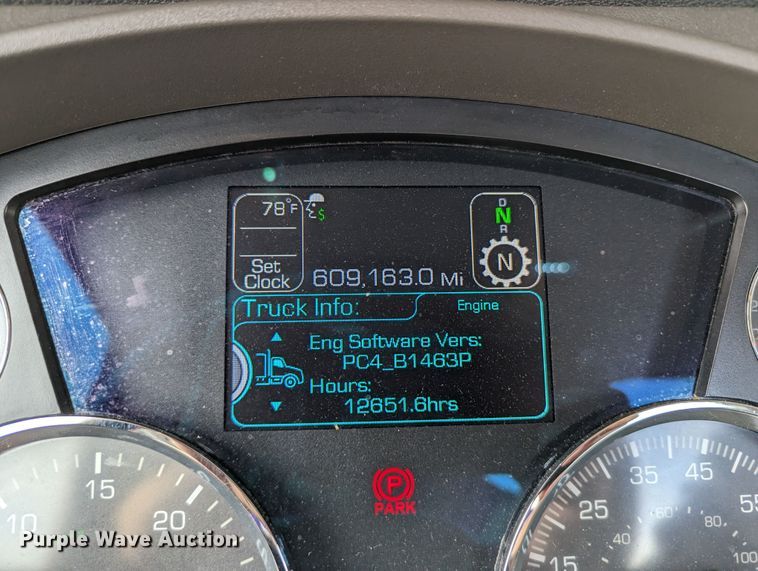 78°F
$
D
N
R
N
Set
Clock
609,163.0 Mi
Truck Info:
Engine
Eng Software Vers:
PC4_B1463P
Hours:
12651.6hrs
P
PARK
10
15
20
15
25
35
45
55
40
60
80
100
Purple Wave Auction